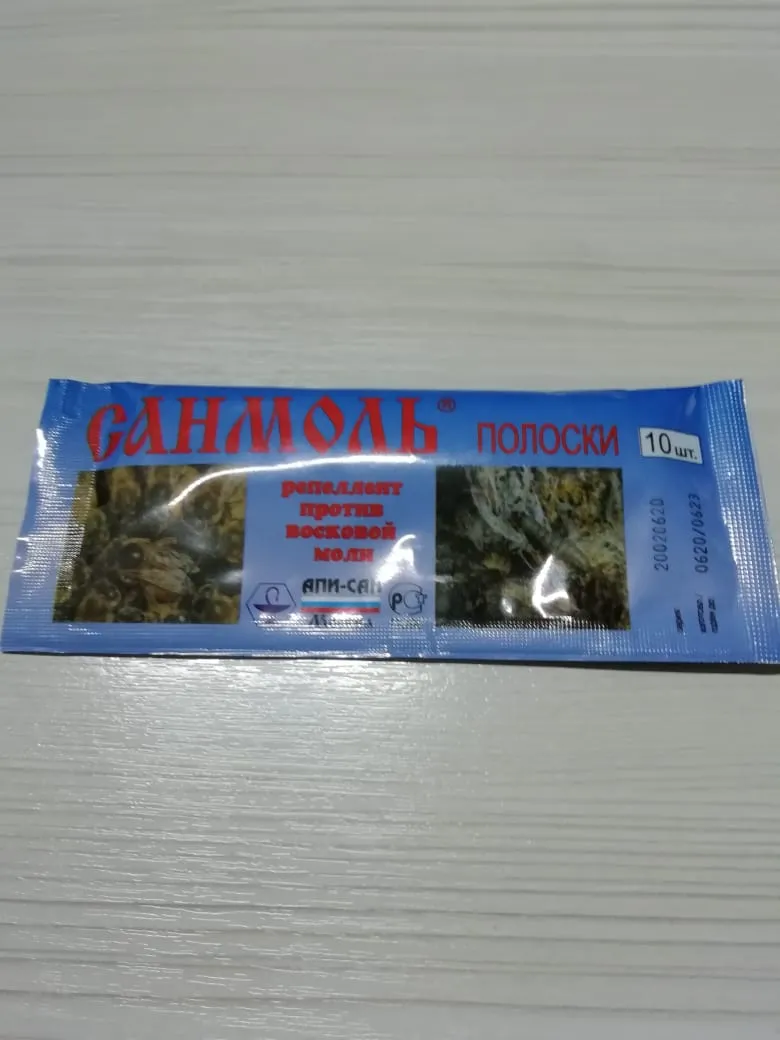 САНМОЛЬ® ПОЛОСКИ
10 шт.
репеллент
против
восковой
моли
АПИ-САН
20020620
0620/0623